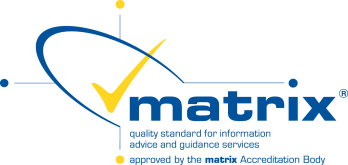 matrix®
quality standard for information
advice and guidance services
approved by the matrix Accreditation Body